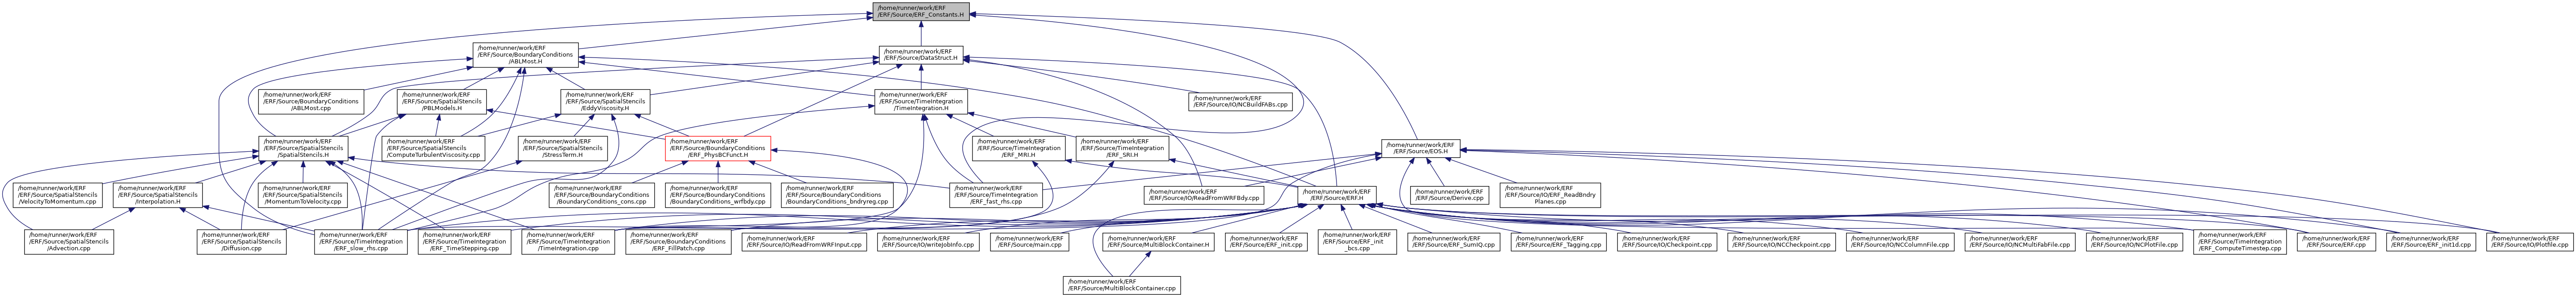 /home/runner/work/ERF
/ERF/Source/ERF_Constants.H
/home/runner/work/ERF
/ERF/Source/BoundaryConditions
/ABLMost.H
/home/runner/work/ERF
/ERF/Source/DataStruct.H
/home/runner/work/ERF
/ERF/Source/BoundaryConditions
/ABLMost.cpp
/home/runner/work/ERF
/ERF/Source/SpatialStencils
/PBLModels.H
/home/runner/work/ERF
/ERF/Source/SpatialStencils
/EddyViscosity.H
/home/runner/work/ERF
/ERF/Source/TimeIntegration
/TimeIntegration.H
/home/runner/work/ERF
/ERF/Source/IO/NCBuildFABs.cpp
/home/runner/work/ERF
/ERF/Source/SpatialStencils
/SpatialStencils.H
/home/runner/work/ERF
/ERF/Source/SpatialStencils
/ComputeTurbulentViscosity.cpp
/home/runner/work/ERF
/ERF/Source/SpatialStencils
/StressTerm.H
/home/runner/work/ERF
/ERF/Source/BoundaryConditions
/ERF_PhysBCFunct.H
/home/runner/work/ERF
/ERF/Source/TimeIntegration
/ERF_MRI.H
/home/runner/work/ERF
/ERF/Source/TimeIntegration
/ERF_SRI.H
/home/runner/work/ERF
/ERF/Source/EOS.H
/home/runner/work/ERF
/ERF/Source/SpatialStencils
/VelocityToMomentum.cpp
/home/runner/work/ERF
/ERF/Source/SpatialStencils
/Interpolation.H
/home/runner/work/ERF
/ERF/Source/SpatialStencils
/MomentumToVelocity.cpp
/home/runner/work/ERF
/ERF/Source/BoundaryConditions
/BoundaryConditions_cons.cpp
/home/runner/work/ERF
/ERF/Source/BoundaryConditions
/BoundaryConditions_wrfbdy.cpp
/home/runner/work/ERF
/ERF/Source/BoundaryConditions
/BoundaryConditions_bndryreg.cpp
/home/runner/work/ERF
/ERF/Source/TimeIntegration
/ERF_fast_rhs.cpp
/home/runner/work/ERF
/ERF/Source/IO/ReadFromWRFBdy.cpp
/home/runner/work/ERF
/ERF/Source/ERF.H
/home/runner/work/ERF
/ERF/Source/Derive.cpp
/home/runner/work/ERF
/ERF/Source/IO/ERF_ReadBndry
Planes.cpp
/home/runner/work/ERF
/ERF/Source/SpatialStencils
/Advection.cpp
/home/runner/work/ERF
/ERF/Source/SpatialStencils
/Diffusion.cpp
/home/runner/work/ERF
/ERF/Source/TimeIntegration
/ERF_slow_rhs.cpp
/home/runner/work/ERF
/ERF/Source/TimeIntegration
/ERF_TimeStepping.cpp
/home/runner/work/ERF
/ERF/Source/TimeIntegration
/TimeIntegration.cpp
/home/runner/work/ERF
/ERF/Source/BoundaryConditions
/ERF_FillPatch.cpp
/home/runner/work/ERF
/ERF/Source/IO/ReadFromWRFInput.cpp
/home/runner/work/ERF
/ERF/Source/IO/writeJobInfo.cpp
/home/runner/work/ERF
/ERF/Source/main.cpp
/home/runner/work/ERF
/ERF/Source/MultiBlockContainer.H
/home/runner/work/ERF
/ERF/Source/ERF_init.cpp
/home/runner/work/ERF
/ERF/Source/ERF_init
_bcs.cpp
/home/runner/work/ERF
/ERF/Source/ERF_SumIQ.cpp
/home/runner/work/ERF
/ERF/Source/ERF_Tagging.cpp
/home/runner/work/ERF
/ERF/Source/IO/Checkpoint.cpp
/home/runner/work/ERF
/ERF/Source/IO/NCCheckpoint.cpp
/home/runner/work/ERF
/ERF/Source/IO/NCColumnFile.cpp
/home/runner/work/ERF
/ERF/Source/IO/NCMultiFabFile.cpp
/home/runner/work/ERF
/ERF/Source/IO/NCPlotFile.cpp
/home/runner/work/ERF
/ERF/Source/TimeIntegration
/ERF_ComputeTimestep.cpp
/home/runner/work/ERF
/ERF/Source/ERF.cpp
/home/runner/work/ERF
/ERF/Source/ERF_init1d.cpp
/home/runner/work/ERF
/ERF/Source/IO/Plotfile.cpp
/home/runner/work/ERF
/ERF/Source/MultiBlockContainer.cpp